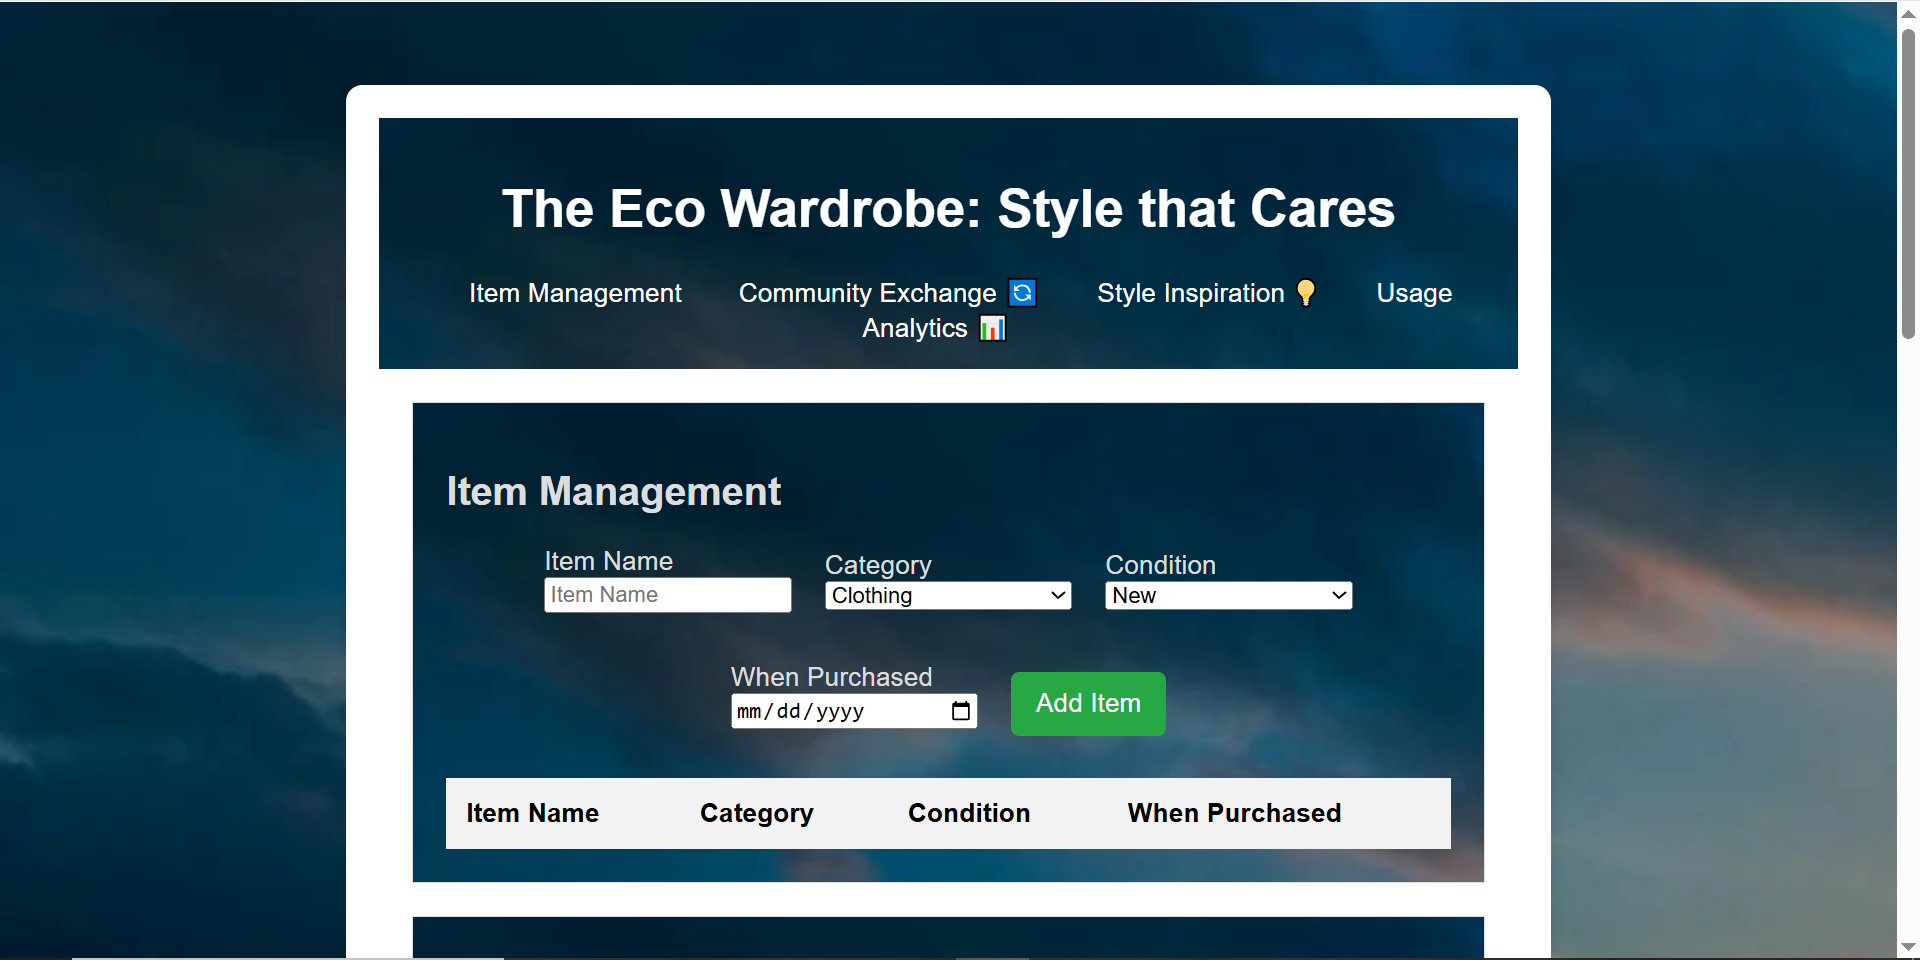 The Eco Wardrobe: Style that Cares
Item Management Community Exchange 🔄 Style Inspiration 💡 Usage
Analytics 📊
Item Management
Item Name Category Condition
Item Name Clothing New
When Purchased
mm/dd/yyyy Add Item
Item Name Category Condition When Purchased